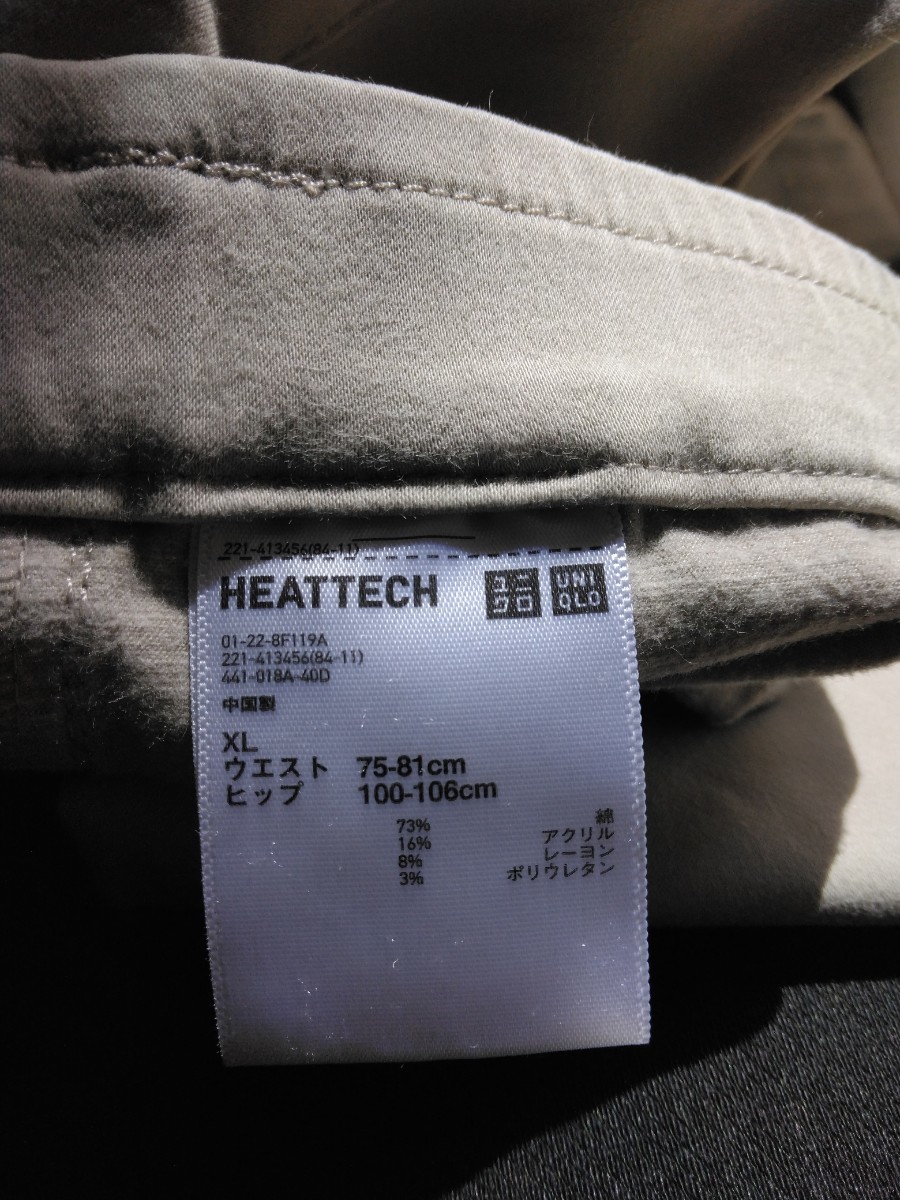 221-413456(84-11)
HEATTECH ユニクロ UNIQLO
01-22-8F119A
221-413456(84-11)
441-018A-40D
中国製
XL
ウエスト 75-81cm
ヒップ 100-106cm
73% 綿
16% アクリル
8% レーヨン
3% ポリウレタン